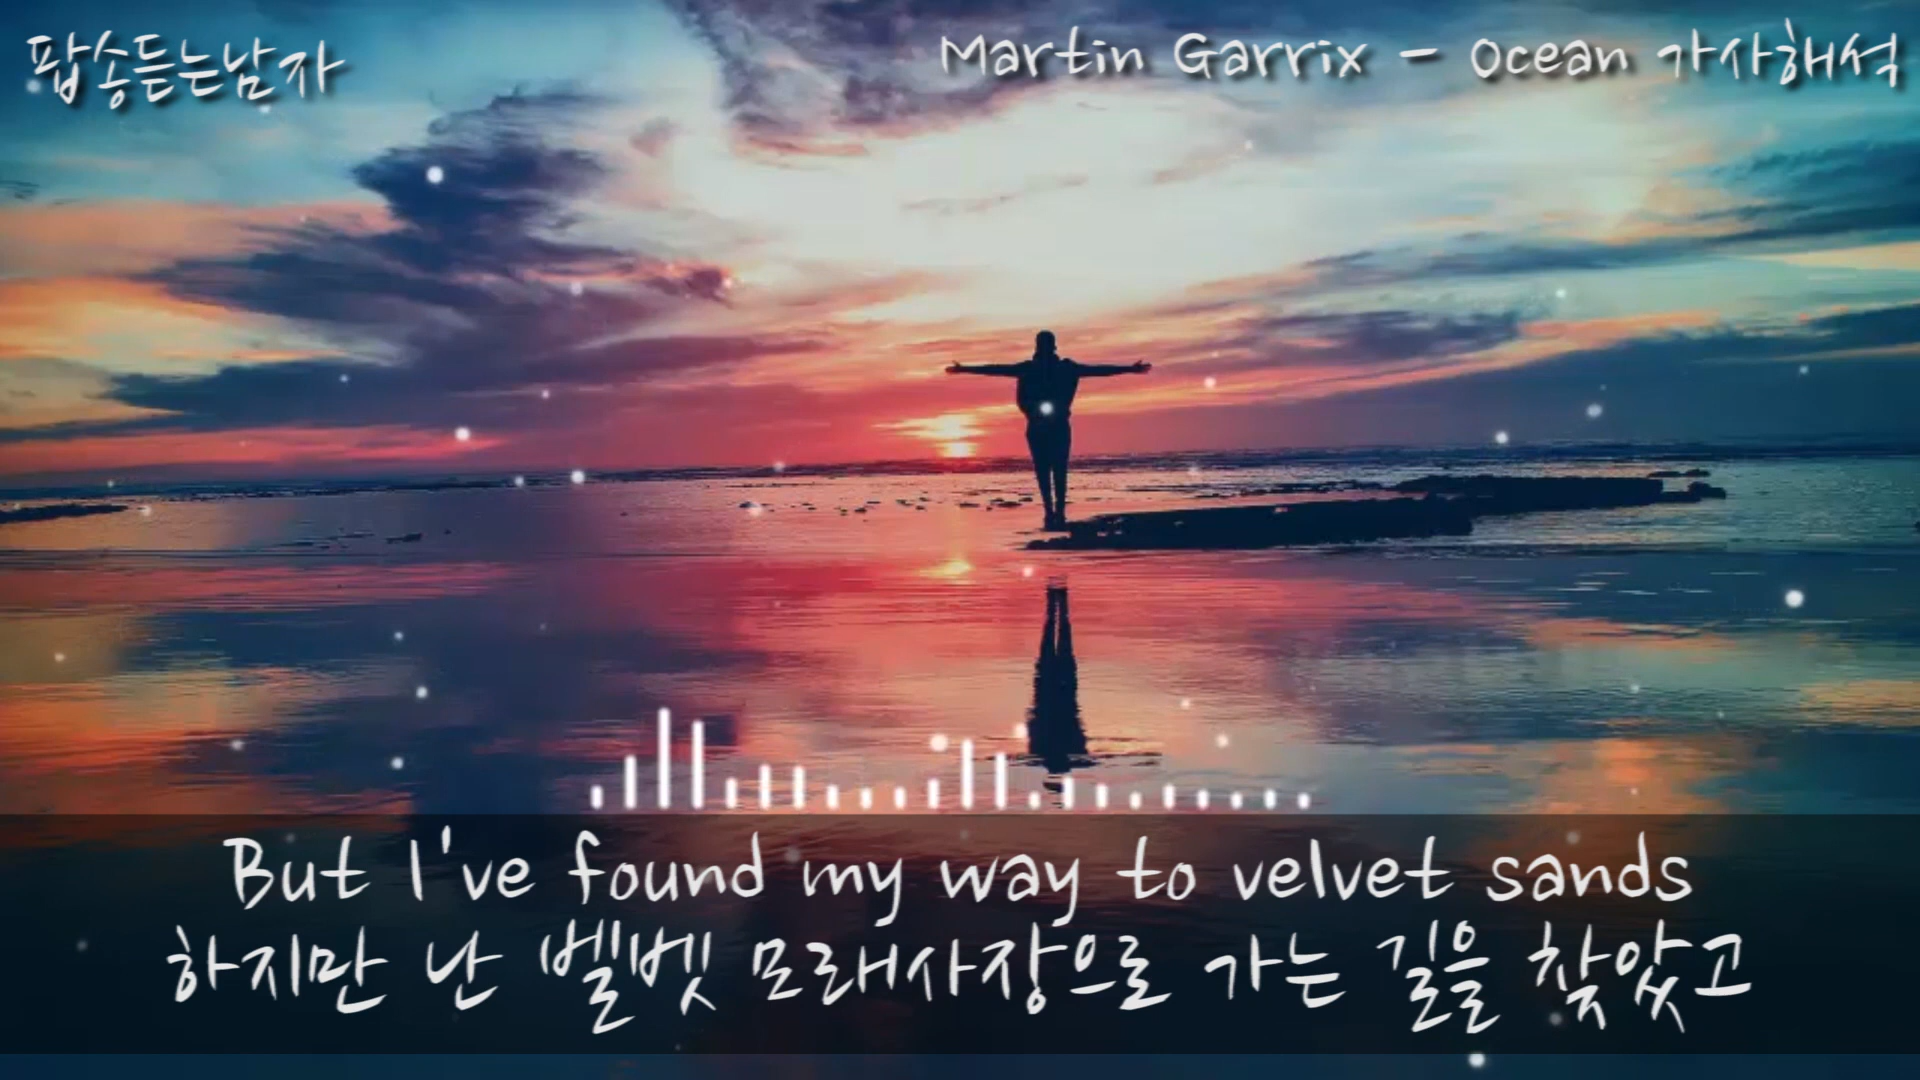 팝송듣는남자
Martin Garrix - Ocean 가사해석
But I've found my way to velvet sands
하지만 난 벨벳 모래사장으로 가는 길을 찾았고